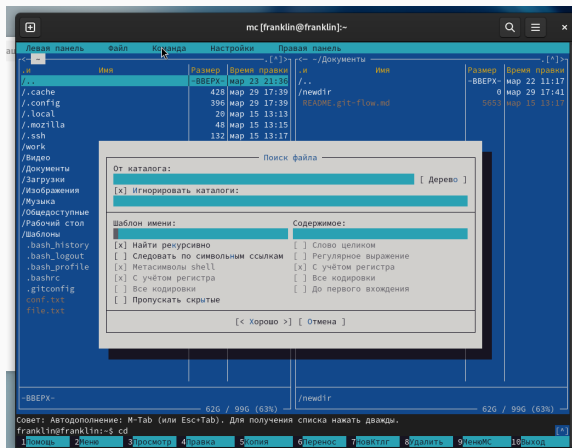 mc [franklin@franklin]:~
Левая панель Файл Команда Настройки Правая панель
<— ~ .[^]>
<— ~/Документы .[^]>
.и Имя Размер Время правки
.и Имя Размер Время правки
/.. -ВВЕРХ- мар 23 21:36
/.. -ВВЕРХ- мар 22 11:17
/.cache 428 мар 29 17:39
/newdir 0 мар 29 17:41
/.config 396 мар 29 17:39
README.git-flow.md 5653 мар 15 13:17
/.local 20 мар 15 13:13
/.mozilla 48 мар 15 13:15
/.ssh 132 мар 15 13:17
/work
/Видео
/Документы
/Загрузки
/Изображения
/Музыка
/Общедоступные
/Рабочий стол
/Шаблоны
.bash_history
.bash_logout
.bash_profile
.bashrc
.gitconfig
conf.txt
file.txt
Поиск файла
От каталога:
[ Дерево ]
[x] Игнорировать каталоги:
Шаблон имени: Содержимое:
[x] Найти рекурсивно [ ] Слово целиком
[ ] Следовать по символьным ссылкам [ ] Регулярное выражение
[x] Метасимволы shell [x] С учётом регистра
[x] С учётом регистра [ ] Все кодировки
[ ] Все кодировки [ ] До первого вхождения
[ ] Пропускать скрытые
[< Хорошо >] [ Отмена ]
-ВВЕРХ- /newdir
62G / 99G (63%) 62G / 99G (63%)
Совет: Автодополнение: M-Tab (или Esc+Tab). Для получения списка нажать дважды.
franklin@franklin:~$ cd [^]
1Помощь 2Меню 3Просмотр 4Правка 5Копия 6Перенос 7НовКтлг 8Удалить 9МенюMC 10Выход